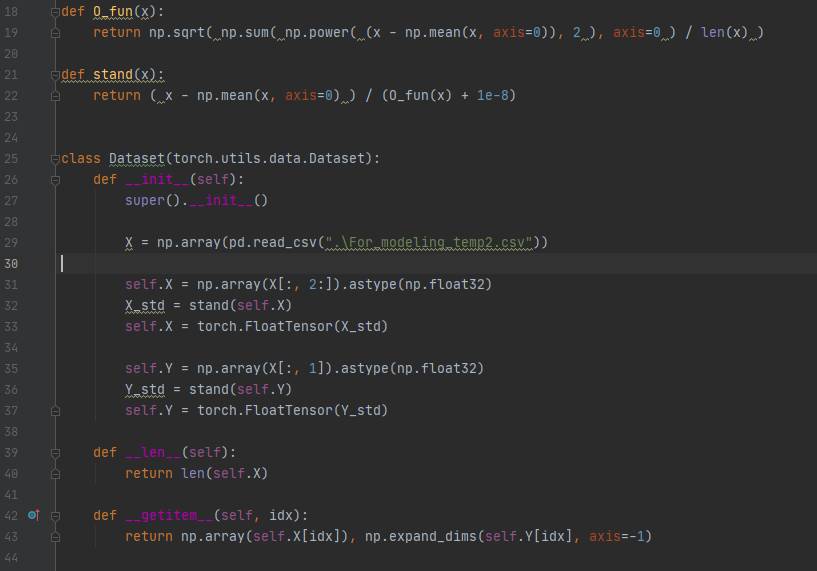 18 def O_fun(x):
19     return np.sqrt( np.sum( np.power( (x - np.mean(x, axis=0)), 2 ), axis=0 ) / len(x) )
20
21 def stand(x):
22     return ( x - np.mean(x, axis=0) ) / (O_fun(x) + 1e-8)
23
24
25 class Dataset(torch.utils.data.Dataset):
26     def __init__(self):
27         super().__init__()
28
29         X = np.array(pd.read_csv(".\For_modeling_temp2.csv"))
30
31         self.X = np.array(X[:, 2:]).astype(np.float32)
32         X_std = stand(self.X)
33         self.X = torch.FloatTensor(X_std)
34
35         self.Y = np.array(X[:, 1]).astype(np.float32)
36         Y_std = stand(self.Y)
37         self.Y = torch.FloatTensor(Y_std)
38
39     def __len__(self):
40         return len(self.X)
41
42     def __getitem__(self, idx):
43         return np.array(self.X[idx]), np.expand_dims(self.Y[idx], axis=-1)
44